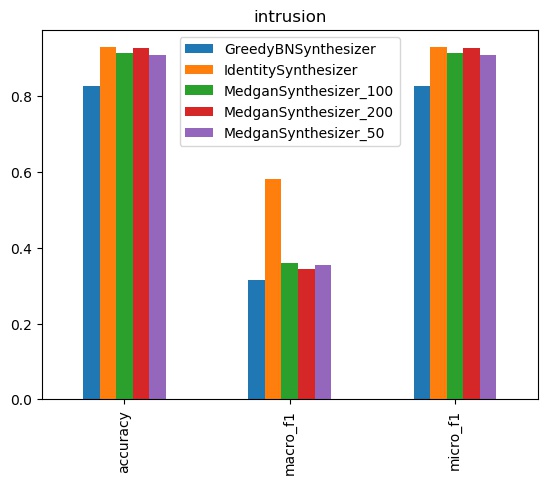 intrusion
GreedyBNSynthesizer
IdentitySynthesizer
MedganSynthesizer_100
MedganSynthesizer_200
MedganSynthesizer_50
0.8
0.6
0.4
0.2
0.0
accuracy
macro_f1
micro_f1